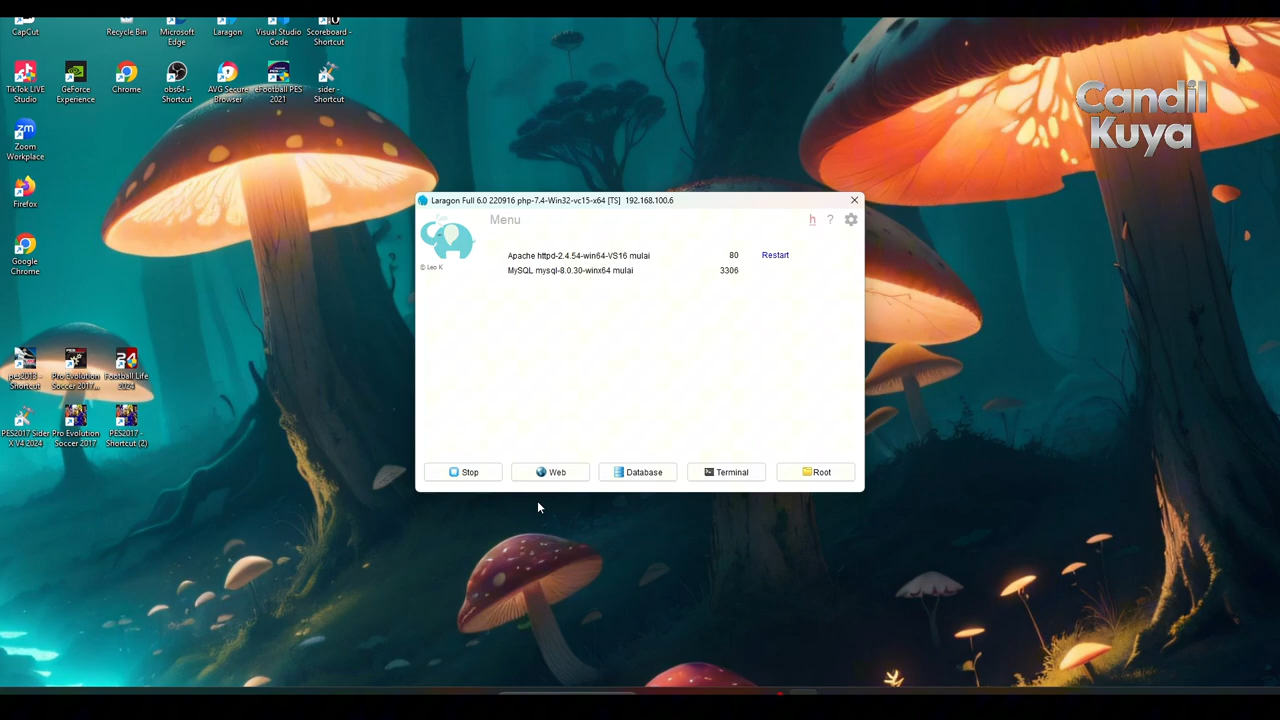 CapCut
Recycle Bin
Microsoft
Edge
Laragon
Visual Studio
Code
Scoreboard -
Shortcut
TikTok LIVE
Studio
GeForce
Experience
Chrome
obs64 -
Shortcut
AVG Secure
Browser
eFootball PES
2021
sider -
Shortcut
Candil
Kuya
zm
Zoom
Workplace
Firefox
Google
Chrome
Laragon Full 6.0 220916 php-7.4-Win32-vc15-x64 [TS] 192.168.100.6
Menu
h ?
© Leo K
Apache httpd-2.4.54-win64-VS16 mulai 80 Restart
MySQL mysql-8.0.30-winx64 mulai 3306
Stop Web Database Terminal Root
pes2013 -
Shortcut
Pro Evolution
Soccer 2017...
24
Football Life
2024
PES2017 Sider
X V4 2024
Pro Evolution
Soccer 2017
PES2017 -
Shortcut (2)